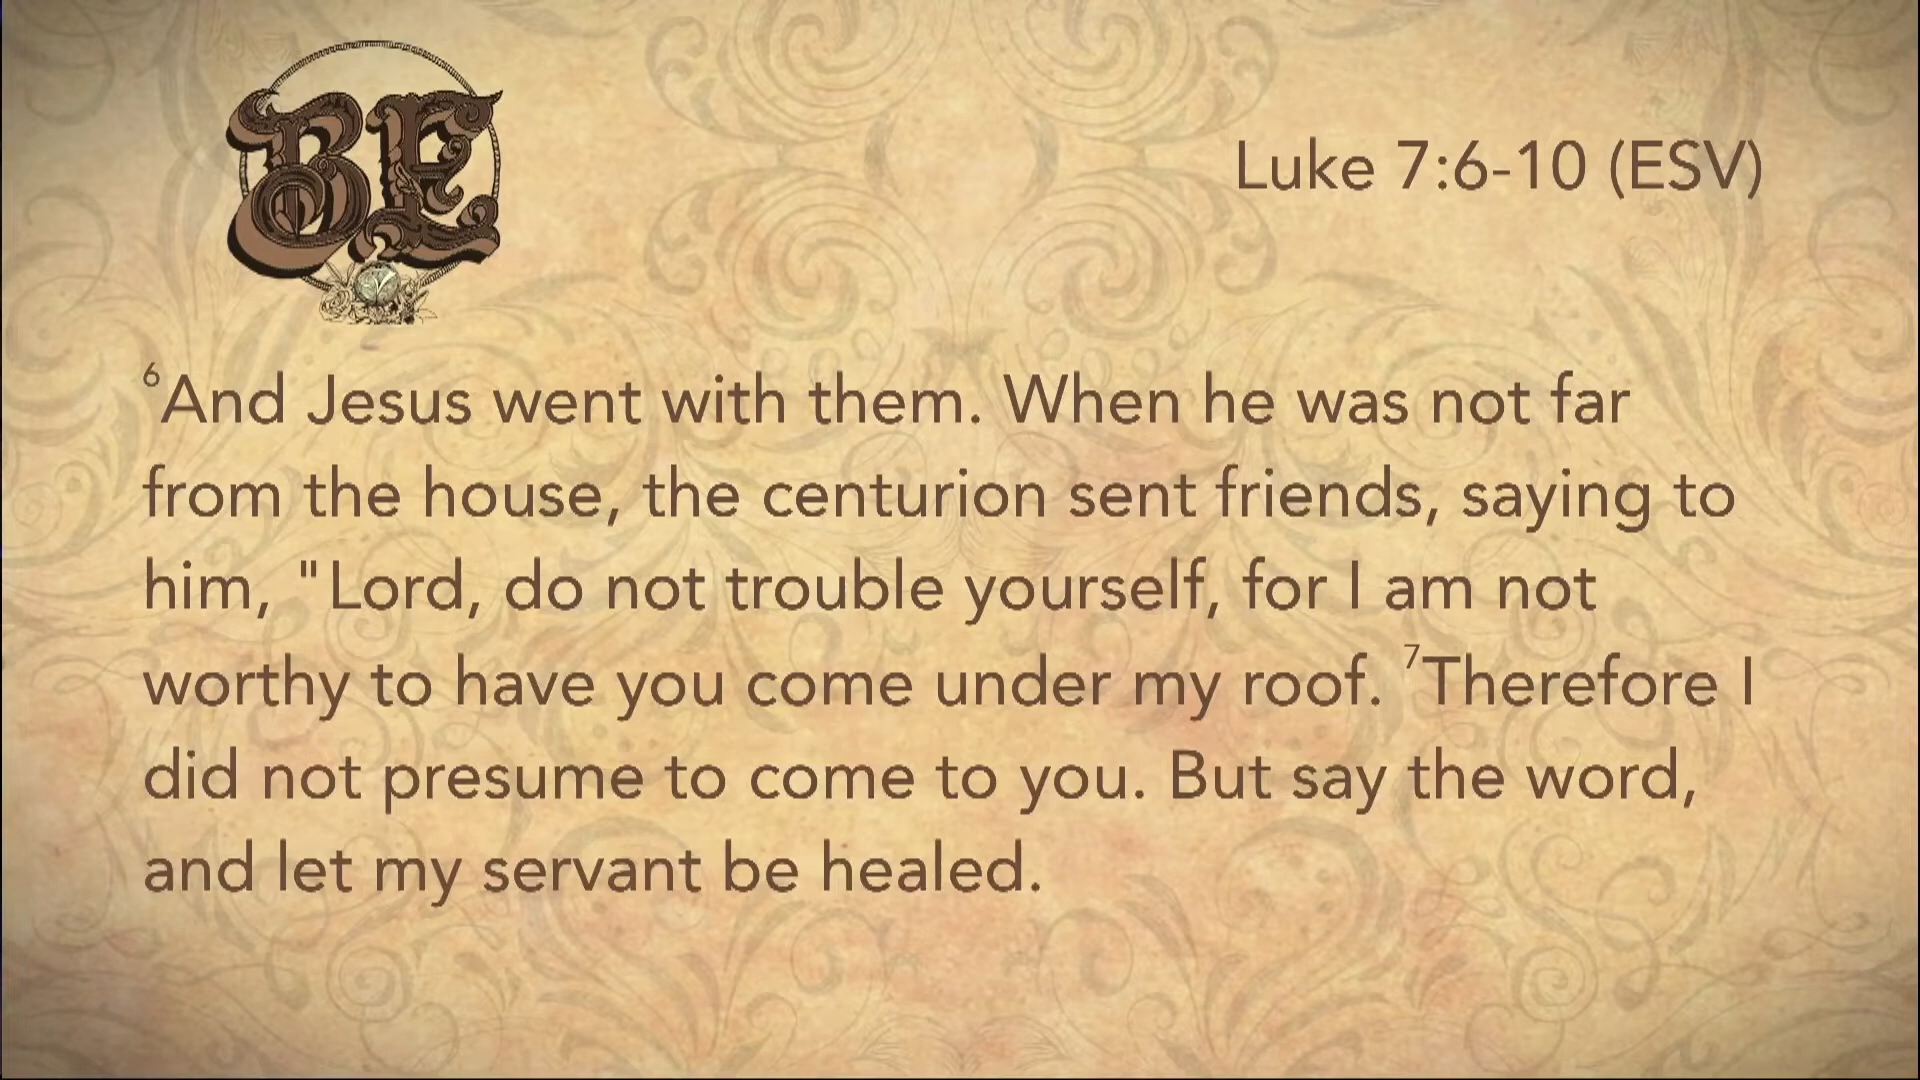 BE
Luke 7:6-10 (ESV)
⁶And Jesus went with them. When he was not far
from the house, the centurion sent friends, saying to
him, "Lord, do not trouble yourself, for I am not
worthy to have you come under my roof. ⁷Therefore I
did not presume to come to you. But say the word,
and let my servant be healed.